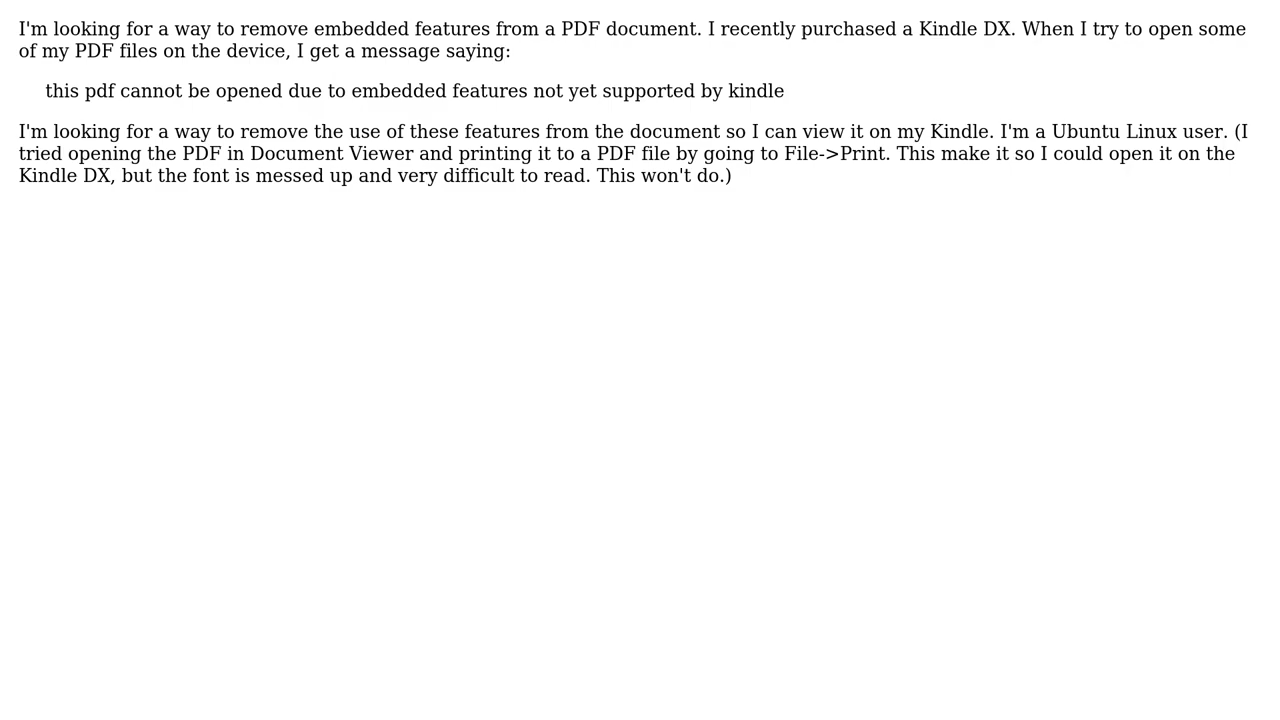 I'm looking for a way to remove embedded features from a PDF document. I recently purchased a Kindle DX. When I try to open some
of my PDF files on the device, I get a message saying:
this pdf cannot be opened due to embedded features not yet supported by kindle
I'm looking for a way to remove the use of these features from the document so I can view it on my Kindle. I'm a Ubuntu Linux user. (I
tried opening the PDF in Document Viewer and printing it to a PDF file by going to File->Print. This make it so I could open it on the
Kindle DX, but the font is messed up and very difficult to read. This won't do.)